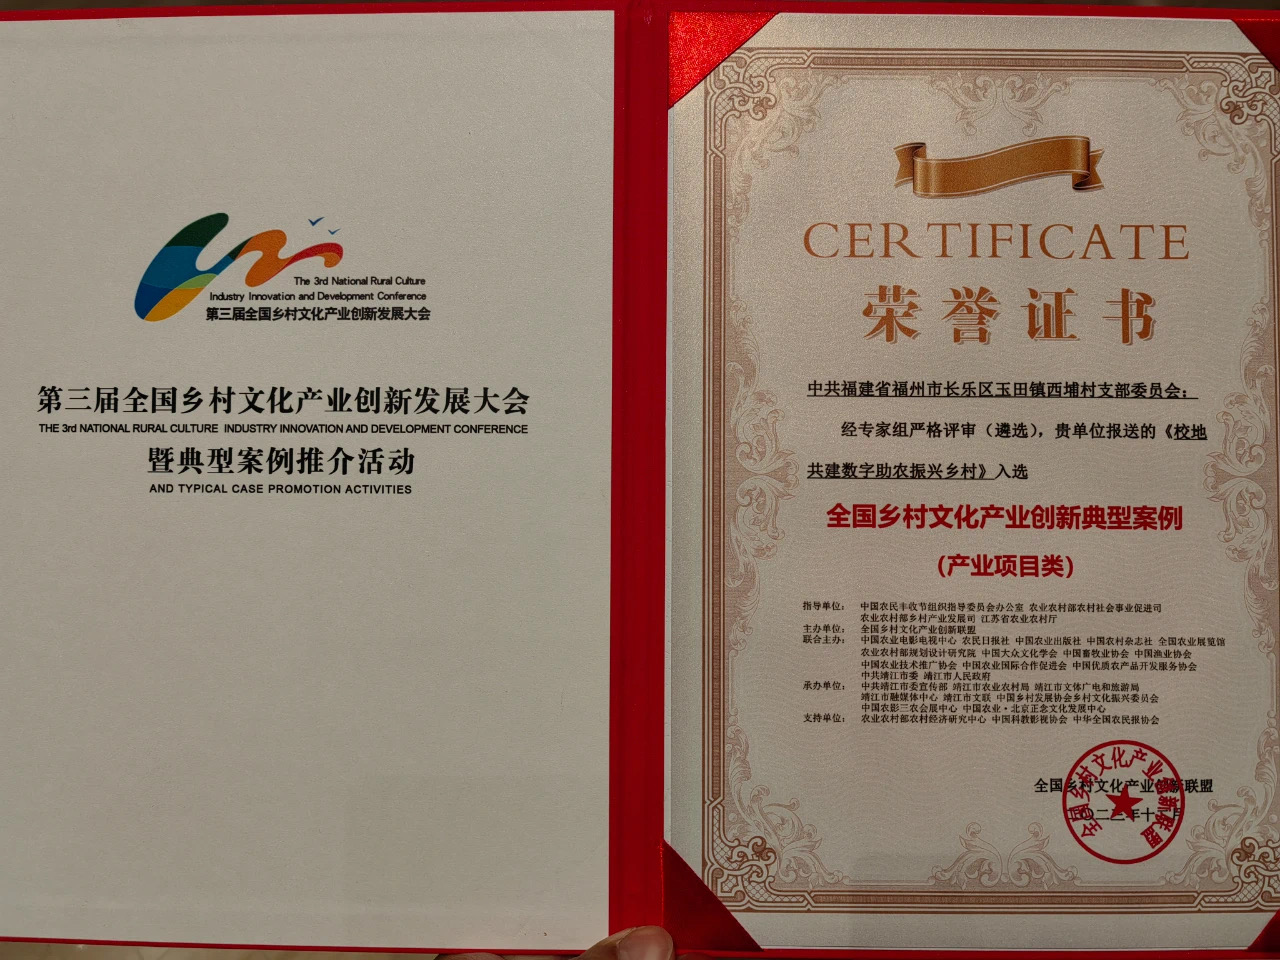 The 3rd National Rural Culture
Industry Innovation and Development Conference
第三届全国乡村文化产业创新发展大会
第三届全国乡村文化产业创新发展大会
THE 3rd NATIONAL RURAL CULTURE INDUSTRY INNOVATION AND DEVELOPMENT CONFERENCE
暨典型案例推介活动
AND TYPICAL CASE PROMOTION ACTIVITIES
CERTIFICATE
荣誉证书
中共福建省福州市长乐区玉田镇西埔村支部委员会：
经专家组严格评审（遴选），贵单位报送的《校地
共建数字助农振兴乡村》入选
全国乡村文化产业创新典型案例
（产业项目类）
指导单位： 中国农民丰收节组织指导委员会办公室 农业农村部农村社会事业促进司
农业农村部乡村产业发展司 江苏省农业农村厅
主办单位： 全国乡村文化产业创新联盟
联合主办： 中国农业电影电视中心 农民日报社 中国农业出版社 中国农村杂志社 全国农业展览馆
农业农村部规划设计研究院 中国大众文化学会 中国畜牧业协会 中国渔业协会
中国农业技术推广协会 中国农业国际合作促进会 中国优质农产品开发服务协会
中共靖江市委 靖江市人民政府
承办单位： 中共靖江市委宣传部 靖江市农业农村局 靖江市文体广电和旅游局
靖江市融媒体中心 靖江市文联 中国乡村发展协会乡村文化振兴委员会
中国农影三农会展中心 中国农业·北京正念文化发展中心
支持单位： 农业农村部农村经济研究中心 中国科教影视协会 中华全国农民报协会
全国乡村文化产业创新联盟
二〇二三年十二月
全国乡村文化产业创新联盟